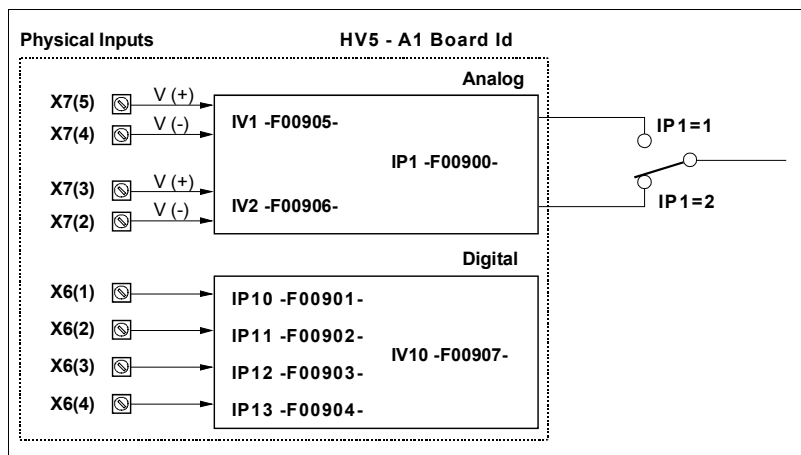 Physical Inputs
HV5 - A1 Board Id
Analog
X7(5)
V (+)
IV1 -F00905-
IP1=1
X7(4)
V (-)
IP1 -F00900-
X7(3)
V (+)
IV2 -F00906-
IP1=2
X7(2)
V (-)
Digital
X6(1)
IP10 -F00901-
X6(2)
IP11 -F00902-
IV10 -F00907-
X6(3)
IP12 -F00903-
X6(4)
IP13 -F00904-